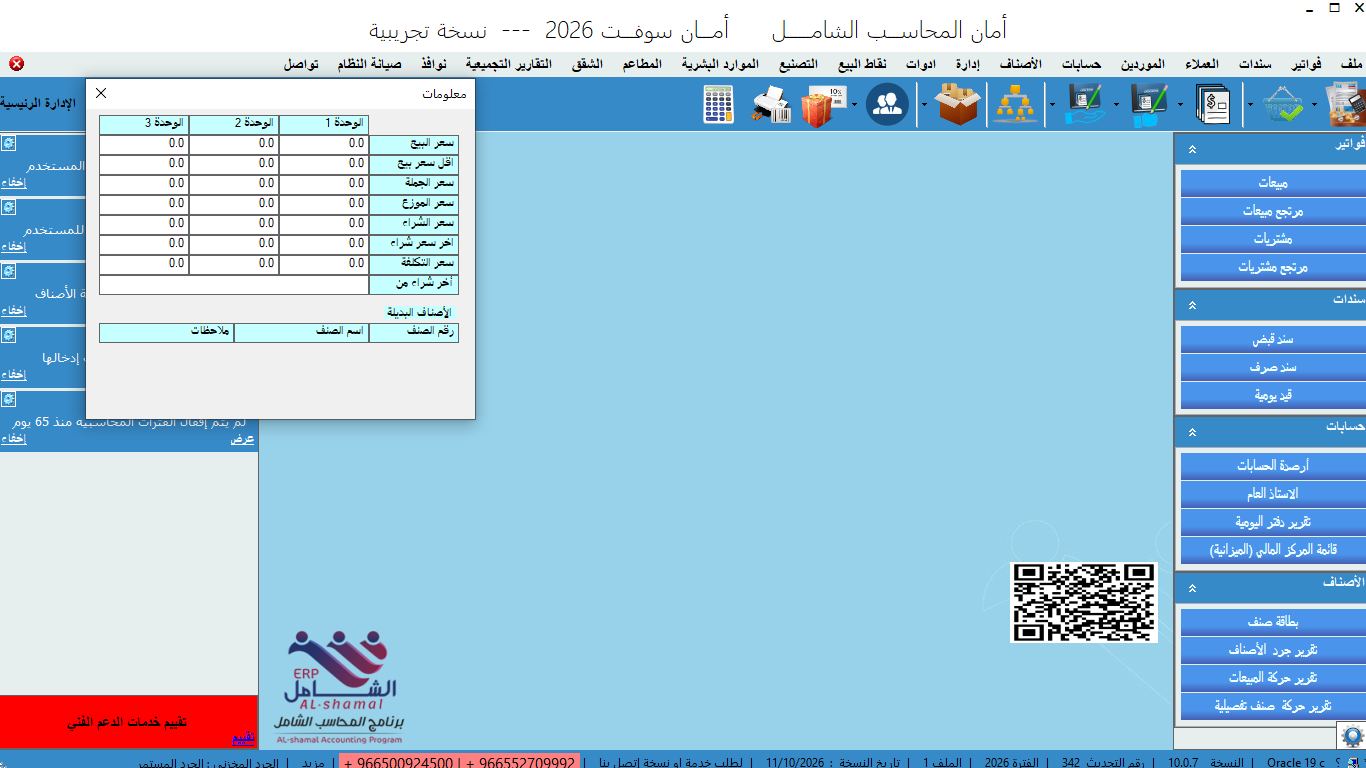 أمان المحاســب الشامــــل أمــان سوفــت 2026 --- نسخة تجريبية
ملف فواتير سندات العملاء الموردين حسابات الأصناف إدارة ادوات نقاط البيع التصنيع الموارد البشرية المطاعم الشقق التقارير التجميعية نوافذ صيانة النظام تواصل
10%
الإدارة الرئيسية
معلومات
الوحدة 1 الوحدة 2 الوحدة 3
سعر البيع 0.0 0.0 0.0
اقل سعر بيع 0.0 0.0 0.0
سعر الجملة 0.0 0.0 0.0
سعر الموزع 0.0 0.0 0.0
سعر الشراء 0.0 0.0 0.0
اخر سعر شراء 0.0 0.0 0.0
سعر التكلفة 0.0 0.0 0.0
أخر شراء من
الأصناف البديلة
رقم الصنف اسم الصنف ملاحظات
فواتير
مبيعات
مرتجع مبيعات
مشتريات
مرتجع مشتريات
سندات
سند قبض
سند صرف
قيد يومية
حسابات
أرصدة الحسابات
الاستاذ العام
تقرير دفتر اليومية
قائمة المركز المالي (الميزانية)
الأصناف
بطاقة صنف
تقرير جرد الأصناف
تقرير حركة المبيعات
تقرير حركة صنف تفصيلية
المستخدم
إخفاء
للمستخدم
إخفاء
الأصناف
إخفاء
إدخالها
إخفاء
لم يتم إقفال الفترات المحاسبية منذ 65 يوم
عرض إخفاء
ERP
الشامل
AL-shamal
برنامج المحاسب الشامل
AL-shamal Accounting Program
تقييم خدمات الدعم الفني
تقييم
Oracle 19 c | النسخة 10.0.7 | رقم التحديث 342 | الفترة 2026 | الملف 1 | تاريخ النسخة : 11/10/2026 | لطلب خدمة او نسخة إتصل بنا | + 966552709992 | + 966500924500 | مزيد | الجرد المخزني : الجرد المستمر